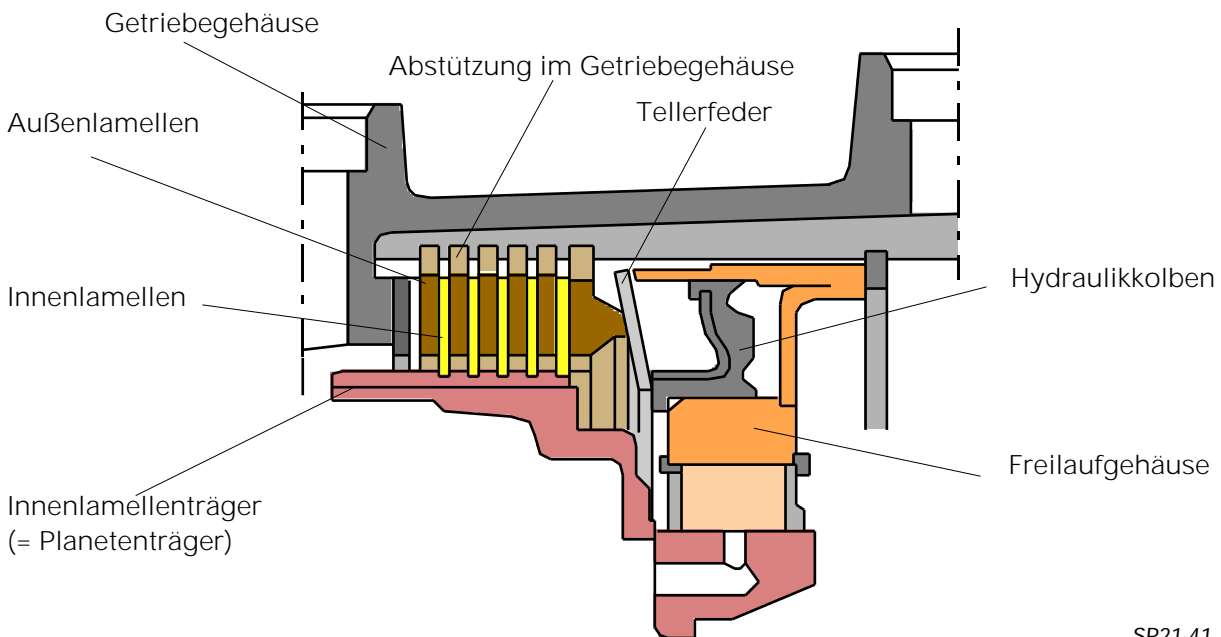 Getriebegehäuse
Abstützung im Getriebegehäuse
Tellerfeder
Außenlamellen
Innenlamellen
Hydraulikkolben
Freilaufgehäuse
Innenlamellenträger
(= Planetenträger)
SP21-41